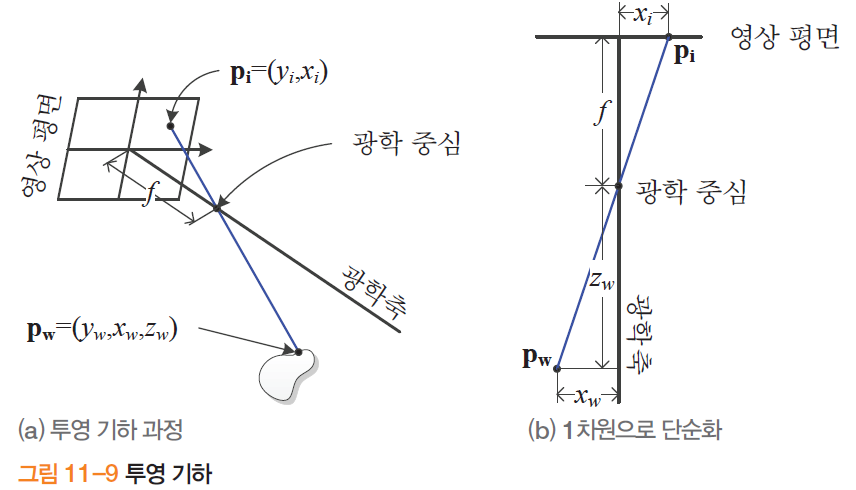 영상 평면
pᵢ=(yᵢ,xᵢ)
광학 중심
f
광학축
p_w=(y_w,x_w,z_w)
(a) 투영 기하 과정
xᵢ
영상 평면
pᵢ
f
광학 중심
z_w
광학축
p_w
x_w
(b) 1차원으로 단순화
그림 11-9 투영 기하